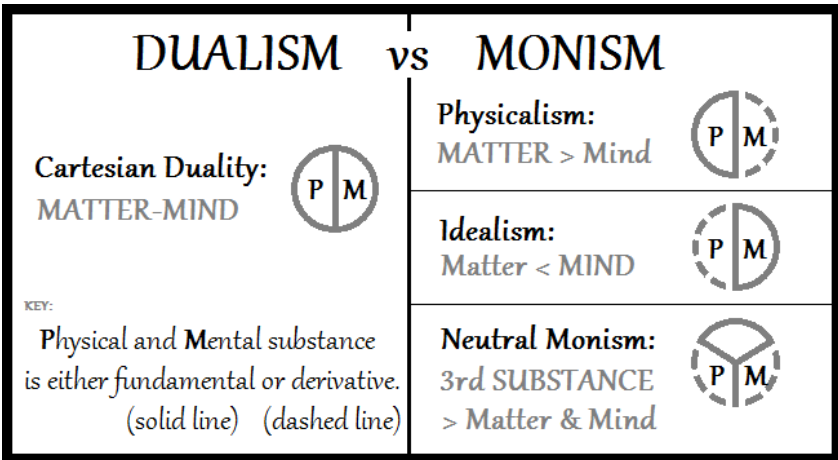 DUALISM vs MONISM
Cartesian Duality:
MATTER-MIND
P M
KEY:
Physical and Mental substance
is either fundamental or derivative.
(solid line) (dashed line)
Physicalism:
MATTER > Mind
P M
Idealism:
Matter < MIND
P M
Neutral Monism:
3rd SUBSTANCE
> Matter & Mind
P M